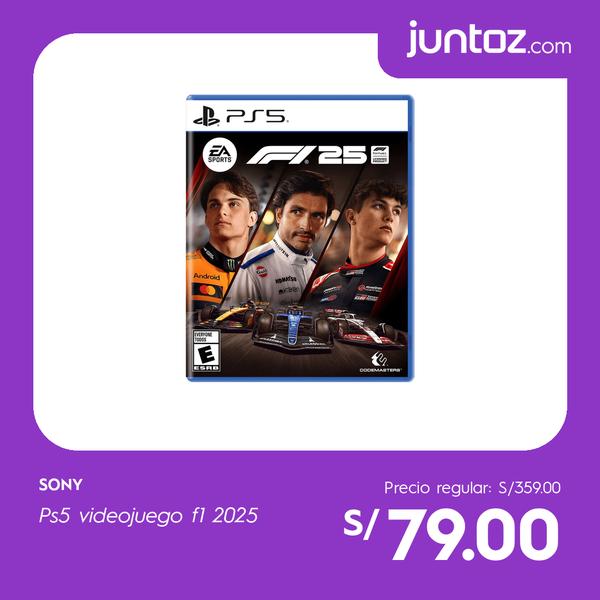 juntoz.com
PS5
EA
SPORTS
F1 25
Android
KOMATSU
EVERYONE
TODOS
E
ESRB
CODEMASTERS
SONY
Ps5 videojuego f1 2025
Precio regular: S/359.00
S/79.00